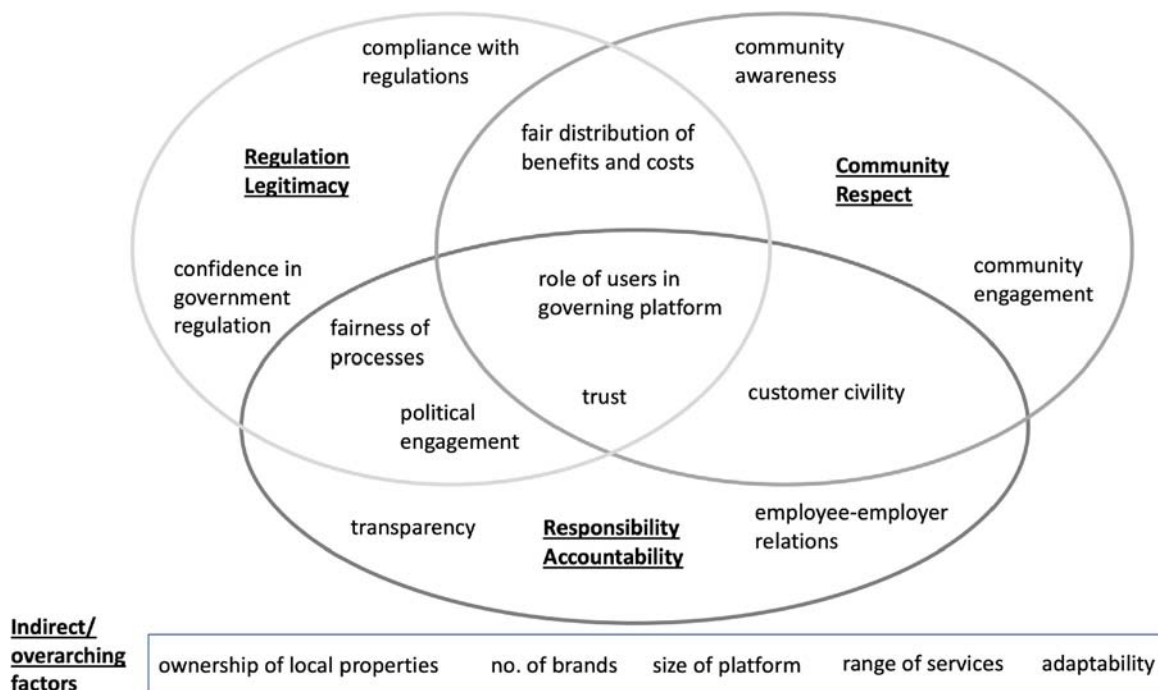 compliance with
regulations
community
awareness
fair distribution of
benefits and costs
Regulation
Legitimacy
Community
Respect
confidence in
government
regulation
role of users in
governing platform
community
engagement
fairness of
processes
trust
customer civility
political
engagement
transparency
Responsibility
Accountability
employee-employer
relations
Indirect/
overarching
factors
ownership of local properties no. of brands size of platform range of services adaptability